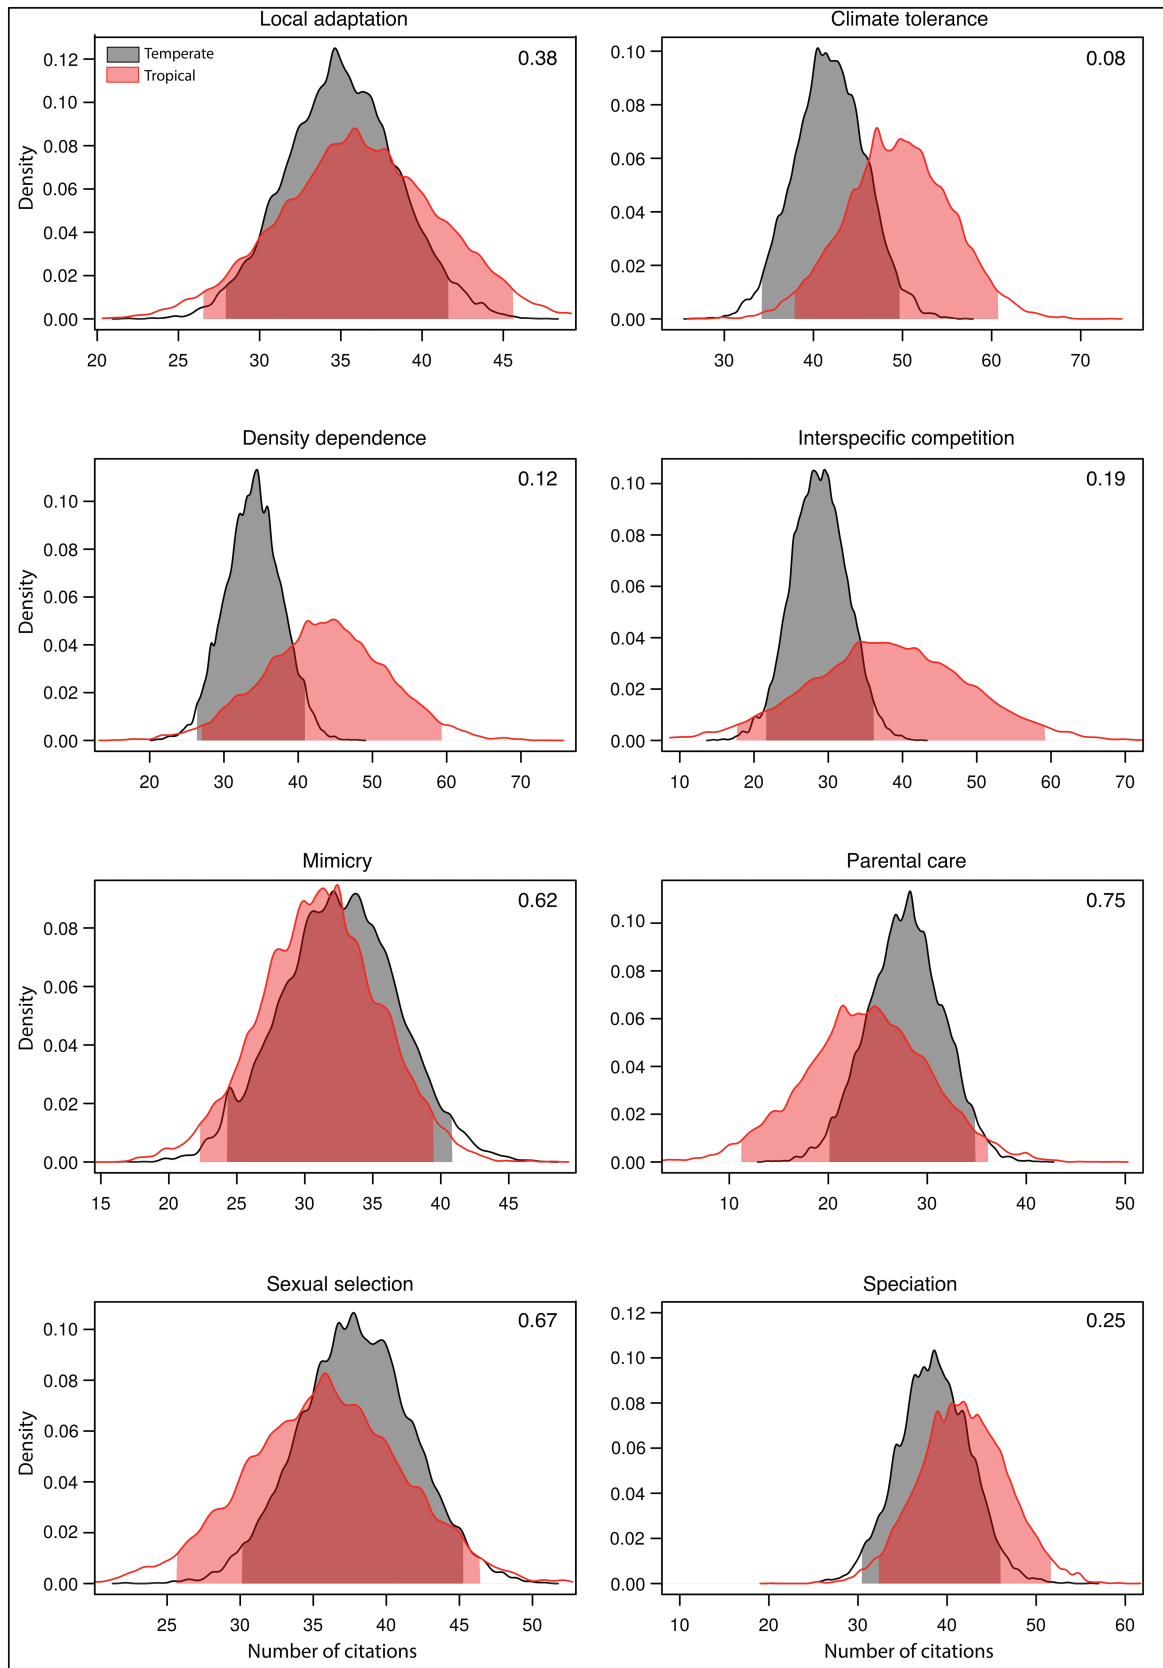 Local adaptation
Temperate
Tropical
0.38
Density
0.12
0.10
0.08
0.06
0.04
0.02
0.00
20 25 30 35 40 45
Climate tolerance
0.08
0.10
0.08
0.06
0.04
0.02
0.00
30 40 50 60 70
Density dependence
0.12
Density
0.10
0.08
0.06
0.04
0.02
0.00
20 30 40 50 60 70
Interspecific competition
0.19
0.10
0.08
0.06
0.04
0.02
0.00
10 20 30 40 50 60 70
Mimicry
0.62
Density
0.08
0.06
0.04
0.02
0.00
15 20 25 30 35 40 45
Parental care
0.75
0.10
0.08
0.06
0.04
0.02
0.00
10 20 30 40 50
Sexual selection
0.67
Density
0.10
0.08
0.06
0.04
0.02
0.00
25 30 35 40 45 50
Number of citations
Speciation
0.25
0.12
0.10
0.08
0.06
0.04
0.02
0.00
10 20 30 40 50 60
Number of citations